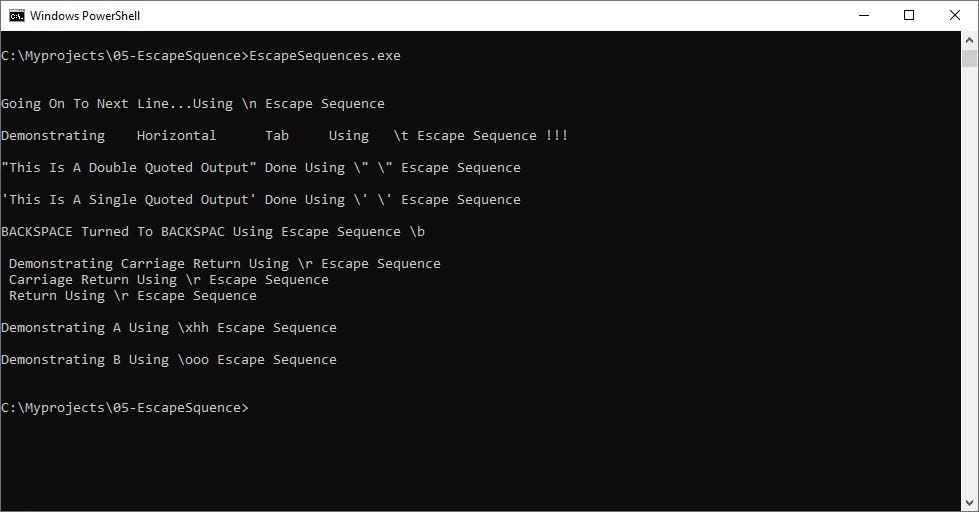 Windows PowerShell
C:\Myprojects\05-EscapeSquence>EscapeSequences.exe
Going On To Next Line...Using \n Escape Sequence
Demonstrating    Horizontal      Tab     Using   \t Escape Sequence !!!
"This Is A Double Quoted Output" Done Using \" \" Escape Sequence
'This Is A Single Quoted Output' Done Using \' \' Escape Sequence
BACKSPACE Turned To BACKSPAC Using Escape Sequence \b
 Demonstrating Carriage Return Using \r Escape Sequence
 Carriage Return Using \r Escape Sequence
 Return Using \r Escape Sequence
Demonstrating A Using \xhh Escape Sequence
Demonstrating B Using \ooo Escape Sequence
C:\Myprojects\05-EscapeSquence>